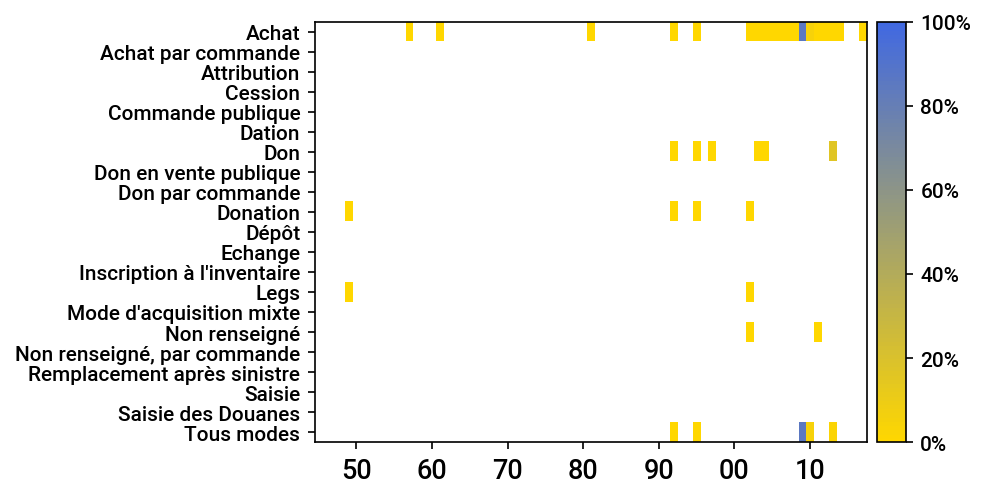 Achat
Achat par commande
Attribution
Cession
Commande publique
Dation
Don
Don en vente publique
Don par commande
Donation
Dépôt
Echange
Inscription à l'inventaire
Legs
Mode d'acquisition mixte
Non renseigné
Non renseigné, par commande
Remplacement après sinistre
Saisie
Saisie des Douanes
Tous modes
50 60 70 80 90 00 10
100%
80%
60%
40%
20%
0%